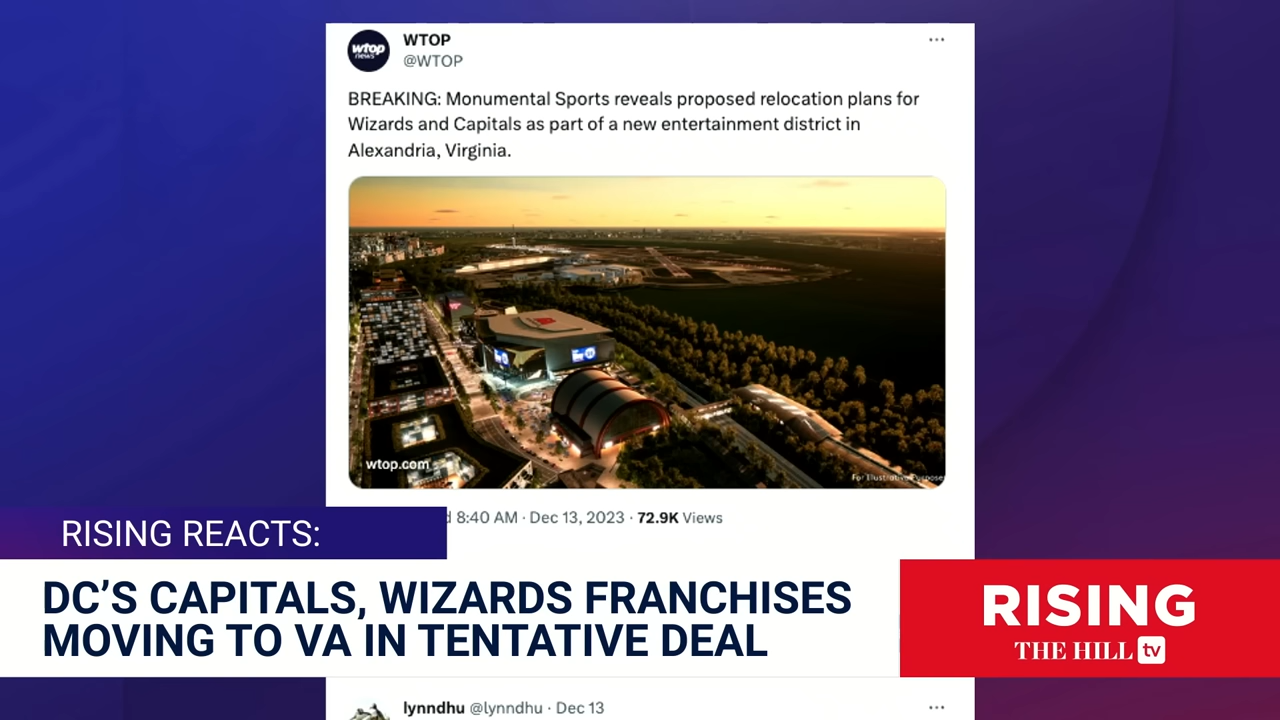 WTOP
@WTOP
BREAKING: Monumental Sports reveals proposed relocation plans for
Wizards and Capitals as part of a new entertainment district in
Alexandria, Virginia.
wtop
news
wtop.com
For Illustrative Purposes
8:40 AM · Dec 13, 2023 · 72.9K Views
RISING REACTS:
DC’S CAPITALS, WIZARDS FRANCHISES
MOVING TO VA IN TENTATIVE DEAL
RISING
THE HILL tv
lynndhu @lynndhu · Dec 13